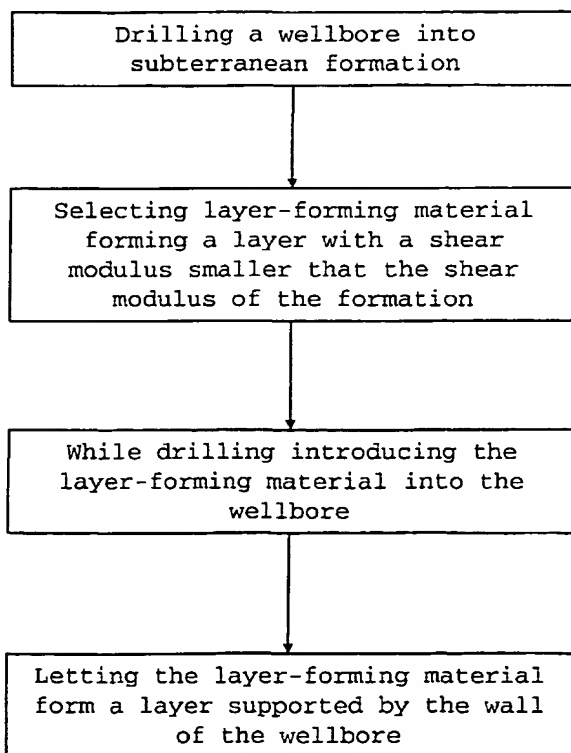 Drilling a wellbore into
subterranean formation
Selecting layer-forming material
forming a layer with a shear
modulus smaller that the shear
modulus of the formation
While drilling introducing the
layer-forming material into the
wellbore
Letting the layer-forming material
form a layer supported by the wall
of the wellbore